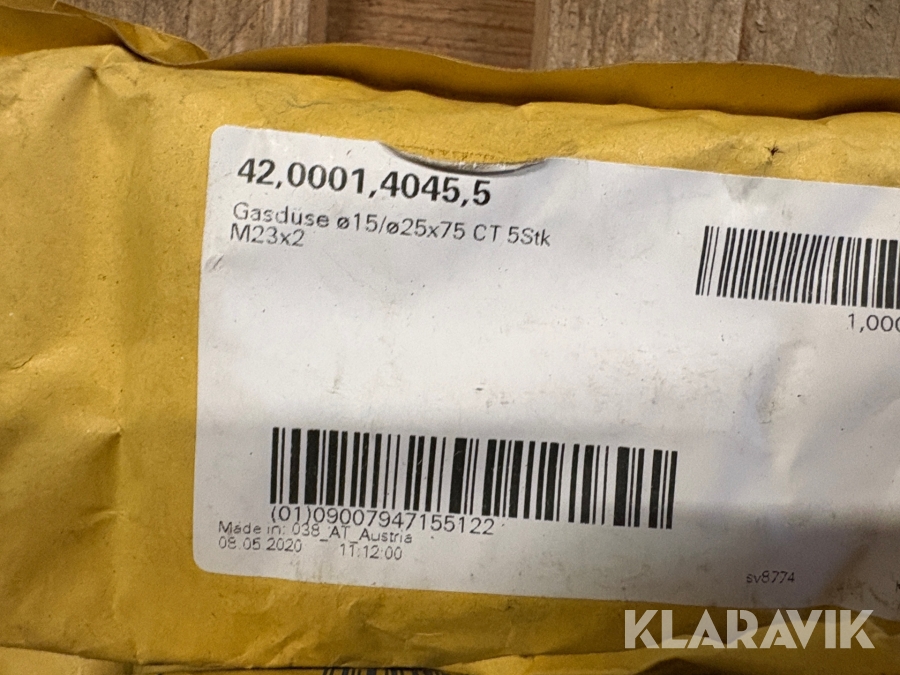 42,0001,4045,5
Gasdüse ø15/ø25x75 CT 5Stk
M23x2
1,000
(01)09007947155122
Made in: 038_AT_Austria
08.05.2020 11:12:00
sv8774
KLARAVIK